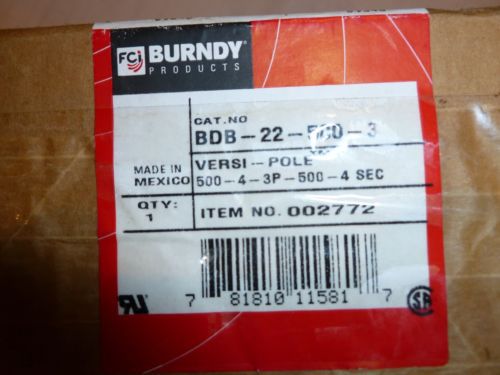 FCi BURNDY
PRODUCTS
CAT.NO
BDB-22-500-3
MADE IN
MEXICO
VERSI-POLE
500-4-3P-500-4 SEC
QTY:
1
ITEM NO. 002772
7 81810 11581 7